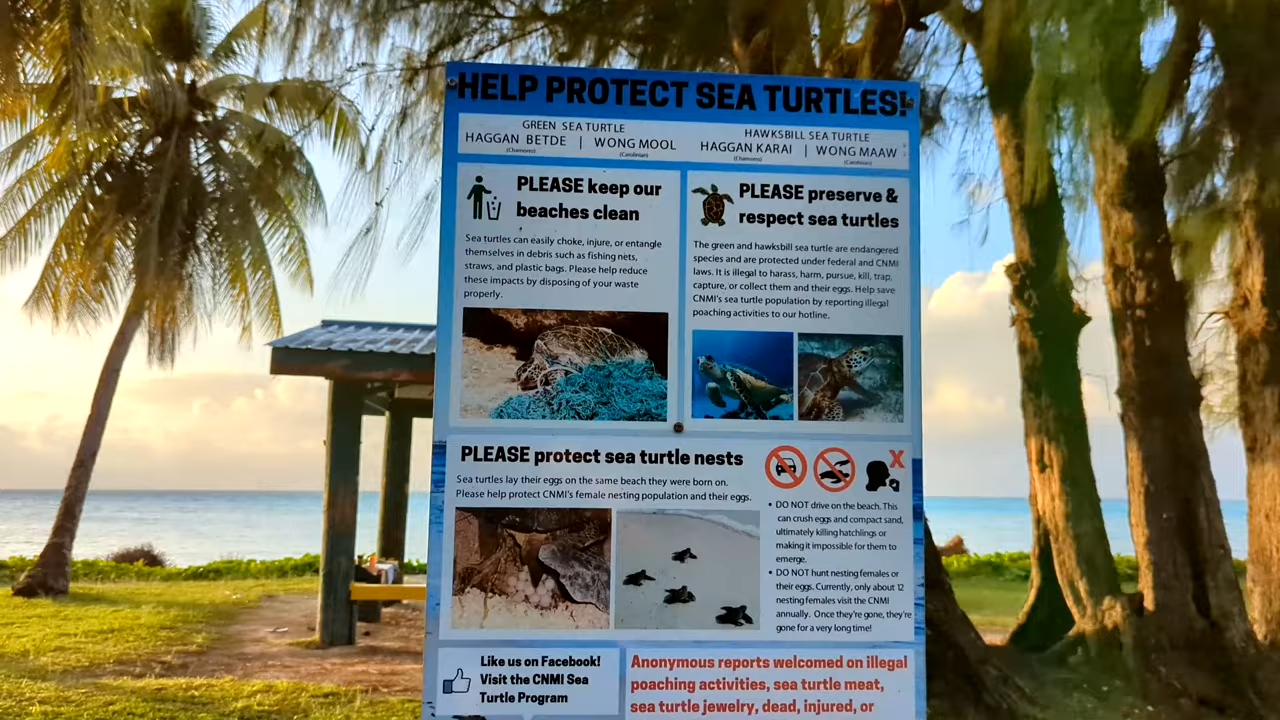 HELP PROTECT SEA TURTLES!
GREEN SEA TURTLE
HAGGAN BETDE | WONG MOOL
(Chamorro) (Carolinian)
HAWKSBILL SEA TURTLE
HAGGAN KARAI | WONG MAAW
(Chamorro) (Carolinian)
PLEASE keep our
beaches clean
Sea turtles can easily choke, injure, or entangle
themselves in debris such as fishing nets,
straws, and plastic bags. Please help reduce
these impacts by disposing of your waste
properly.
PLEASE preserve &
respect sea turtles
The green and hawksbill sea turtle are endangered
species and are protected under federal and CNMI
laws. It is illegal to harass, harm, pursue, kill, trap,
capture, or collect them and their eggs. Help save
CNMI's sea turtle population by reporting illegal
poaching activities to our hotline.
PLEASE protect sea turtle nests
Sea turtles lay their eggs on the same beach they were born on.
Please help protect CNMI's female nesting population and their eggs.
X
• DO NOT drive on the beach. This
can crush eggs and compact sand,
ultimately killing hatchlings or
making it impossible for them to
emerge.
• DO NOT hunt nesting females or
their eggs. Currently, only about 12
nesting females visit the CNMI
annually. Once they're gone, they're
gone for a very long time!
Like us on Facebook!
Visit the CNMI Sea
Turtle Program
Anonymous reports welcomed on illegal
poaching activities, sea turtle meat,
sea turtle jewelry, dead, injured, or